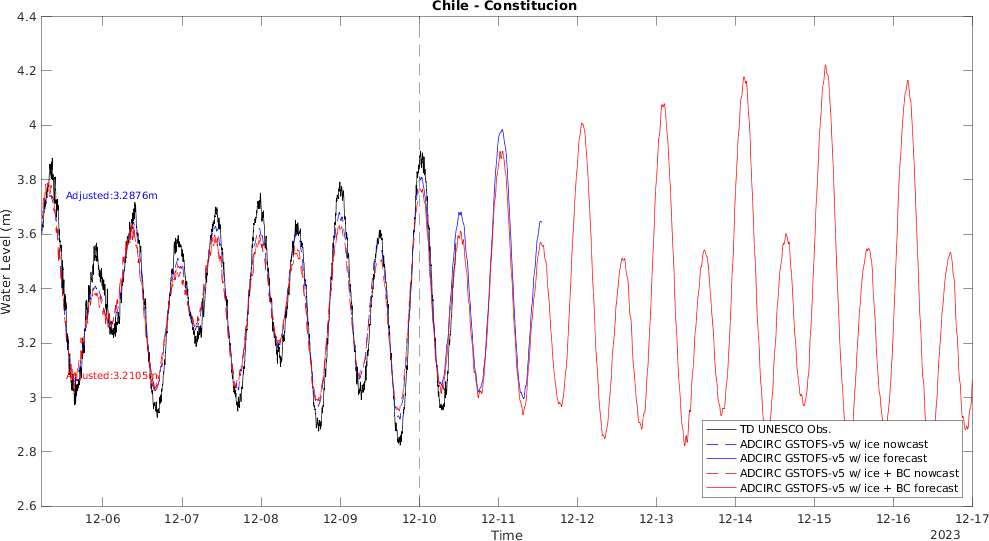 Chile - Constitucion
4.4
4.2
4
3.8
3.6
3.4
3.2
3
2.8
2.6
Water Level (m)
Adjusted:3.2876m
Adjusted:3.2105m
TD UNESCO Obs.
ADCIRC GSTOFS-v5 w/ ice nowcast
ADCIRC GSTOFS-v5 w/ ice forecast
ADCIRC GSTOFS-v5 w/ ice + BC nowcast
ADCIRC GSTOFS-v5 w/ ice + BC forecast
12-06 12-07 12-08 12-09 12-10 12-11 12-12 12-13 12-14 12-15 12-16 12-17
Time
2023